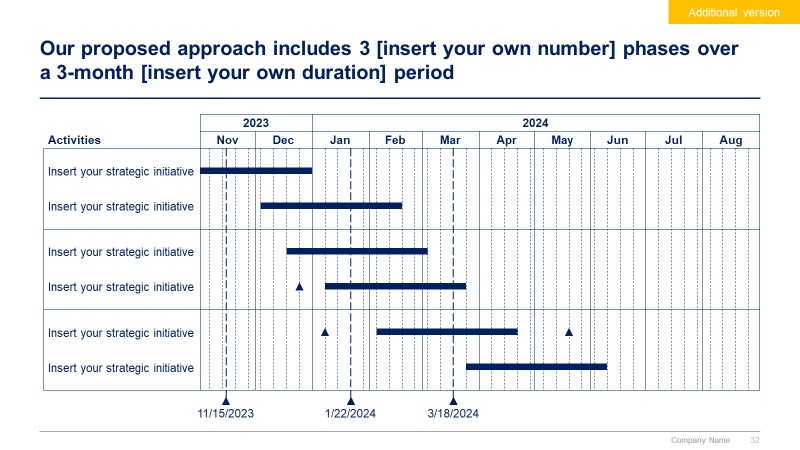 Additional version
Our proposed approach includes 3 [insert your own number] phases over
a 3-month [insert your own duration] period
2023 2024
Activities Nov Dec Jan Feb Mar Apr May Jun Jul Aug
Insert your strategic initiative
Insert your strategic initiative
Insert your strategic initiative
Insert your strategic initiative
Insert your strategic initiative
Insert your strategic initiative
11/15/2023 1/22/2024 3/18/2024
Company Name 32